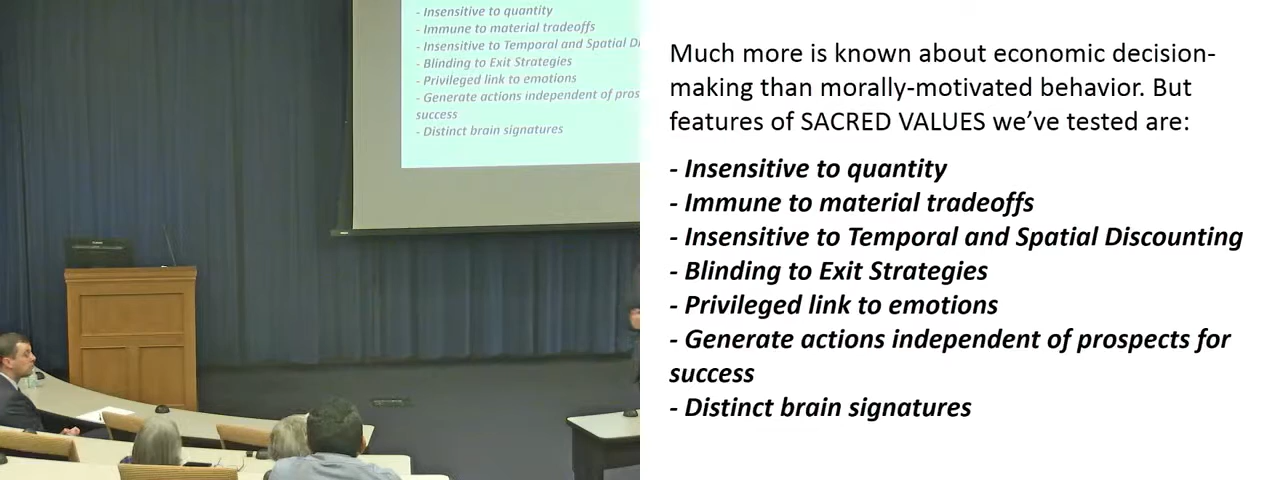 - Insensitive to quantity
- Immune to material tradeoffs
- Insensitive to Temporal and Spatial Di
- Blinding to Exit Strategies
- Privileged link to emotions
- Generate actions independent of pros
success
- Distinct brain signatures
Much more is known about economic decision-
making than morally-motivated behavior. But
features of SACRED VALUES we've tested are:
- Insensitive to quantity
- Immune to material tradeoffs
- Insensitive to Temporal and Spatial Discounting
- Blinding to Exit Strategies
- Privileged link to emotions
- Generate actions independent of prospects for
success
- Distinct brain signatures